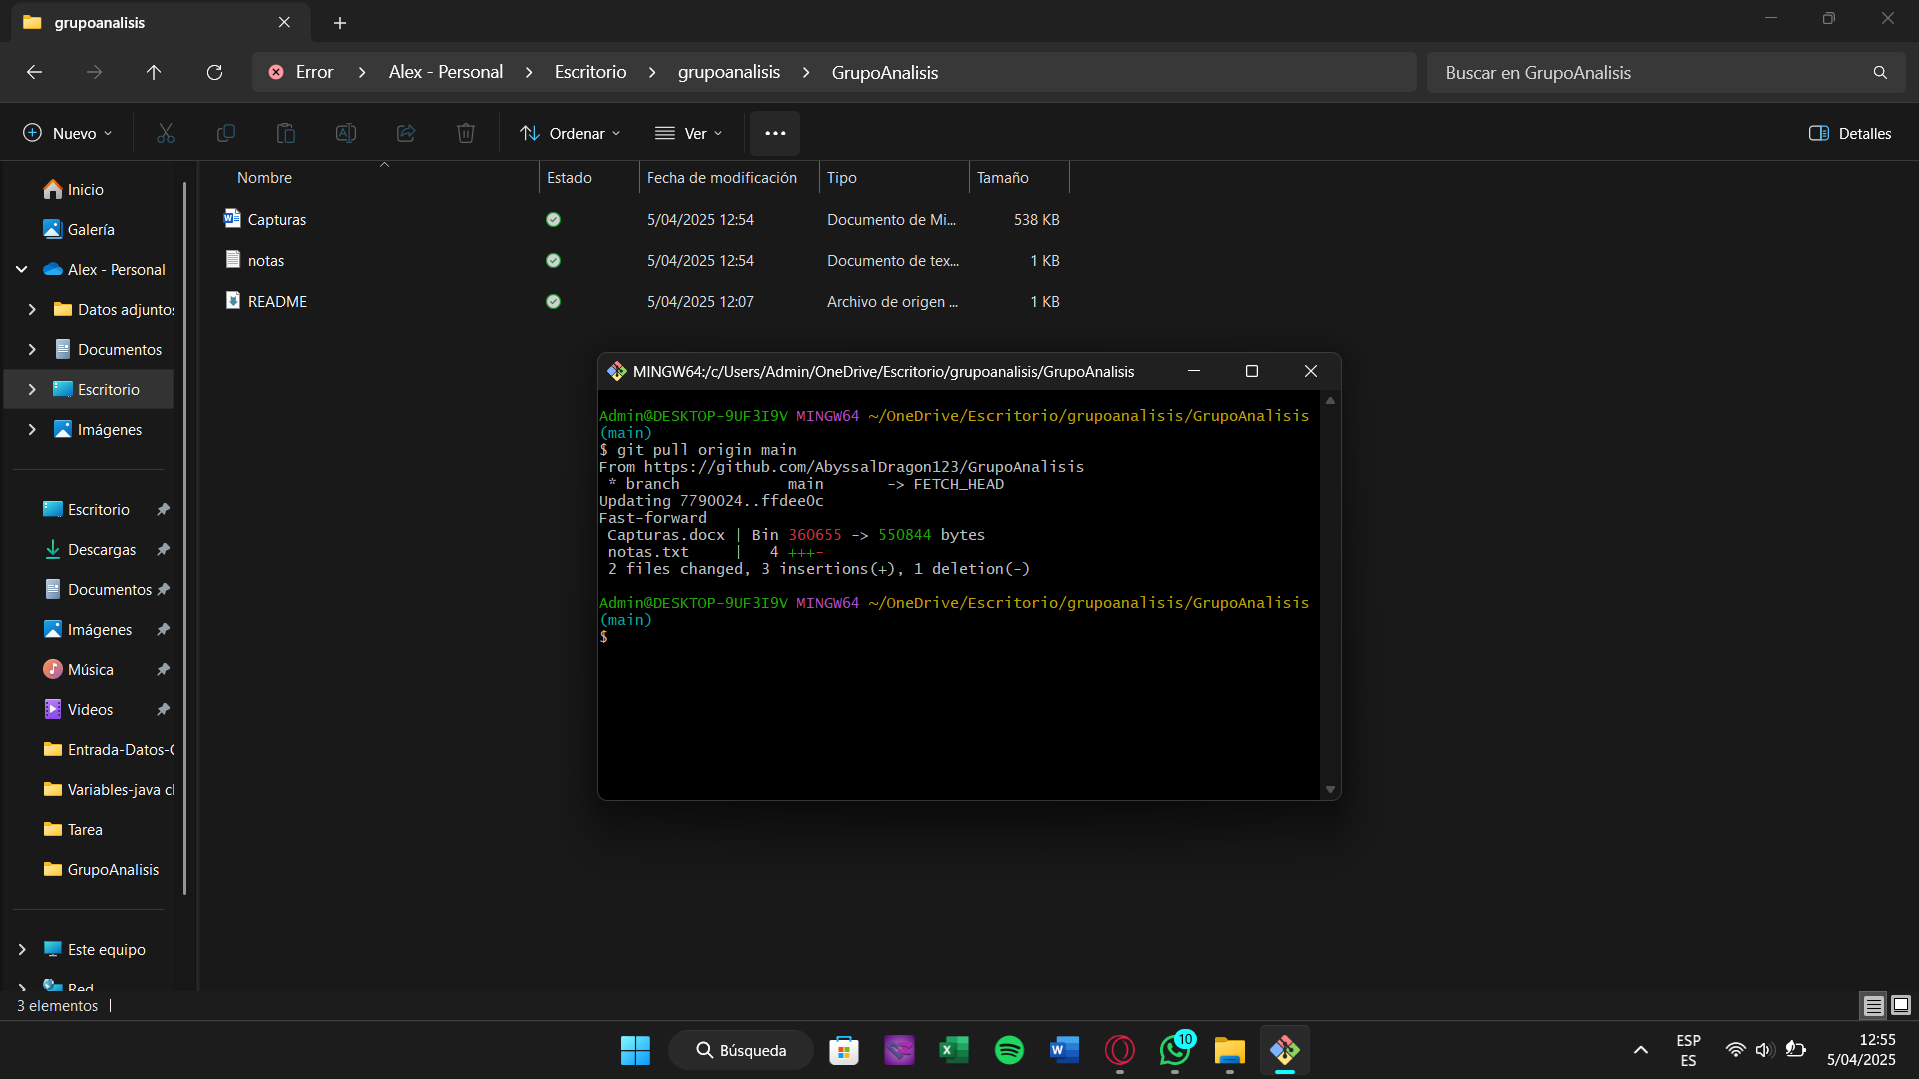 grupoanalisis
Error > Alex - Personal > Escritorio > grupoanalisis > GrupoAnalisis
Buscar en GrupoAnalisis
Nuevo
Ordenar
Ver
Detalles
Nombre Estado Fecha de modificación Tipo Tamaño
Capturas 5/04/2025 12:54 Documento de Mi... 538 KB
notas 5/04/2025 12:54 Documento de tex... 1 KB
README 5/04/2025 12:07 Archivo de origen ... 1 KB
Inicio
Galería
Alex - Personal
Datos adjuntos
Documentos
Escritorio
Imágenes
Escritorio
Descargas
Documentos
Imágenes
Música
Videos
Entrada-Datos-
Variables-java cl
Tarea
GrupoAnalisis
Este equipo
Red
3 elementos
MINGW64:/c/Users/Admin/OneDrive/Escritorio/grupoanalisis/GrupoAnalisis
Admin@DESKTOP-9UF3I9V MINGW64 ~/OneDrive/Escritorio/grupoanalisis/GrupoAnalisis
(main)
$ git pull origin main
From https://github.com/AbyssalDragon123/GrupoAnalisis
* branch main -> FETCH_HEAD
Updating 7790024..ffdee0c
Fast-forward
Capturas.docx | Bin 360655 -> 550844 bytes
notas.txt | 4 +++-
2 files changed, 3 insertions(+), 1 deletion(-)
Admin@DESKTOP-9UF3I9V MINGW64 ~/OneDrive/Escritorio/grupoanalisis/GrupoAnalisis
(main)
$
Búsqueda
10
ESP
ES
12:55
5/04/2025